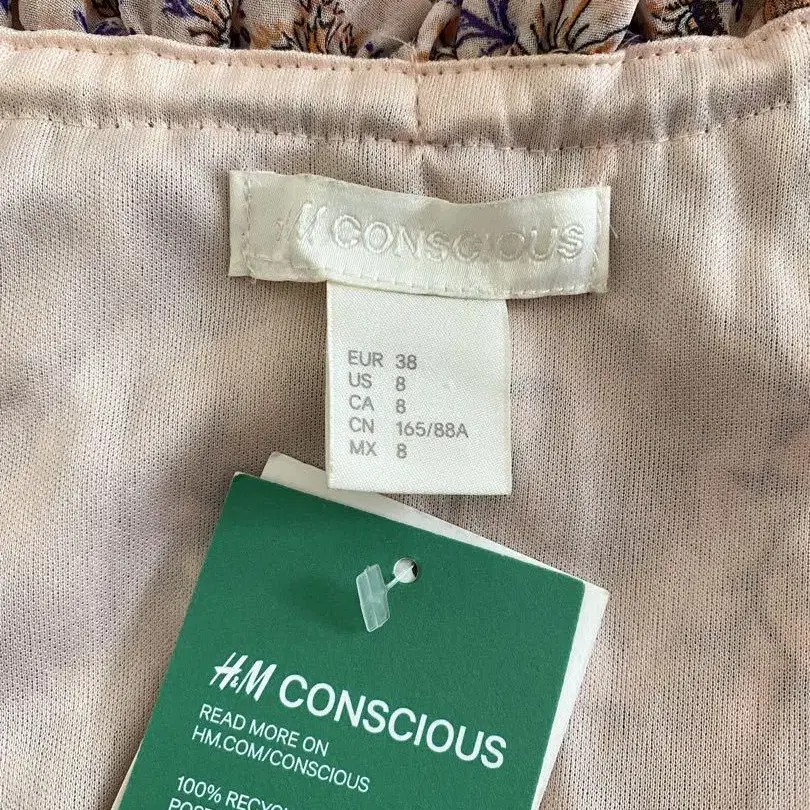 H&M CONSCIOUS
EUR 38
US 8
CA 8
CN 165/88A
MX 8
H&M CONSCIOUS
READ MORE ON
HM.COM/CONSCIOUS
100%